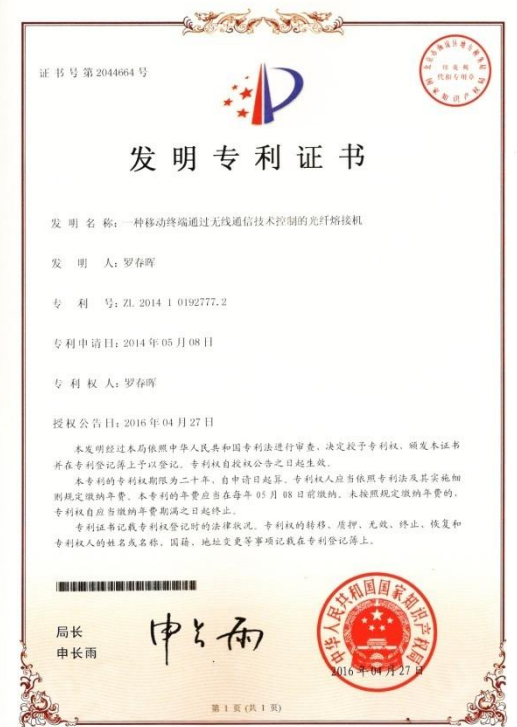 证书号第2044664号
发明专利证书
发 明 名 称：一种移动终端通过无线通信技术控制的光纤熔接机
发 明 人：罗春晖
专 利 号：ZL 2014 1 0192777.2
专利申请日：2014年05月08日
专 利 权 人：罗春晖
授权公告日：2016年04月27日
本发明经过本局依照中华人民共和国专利法进行审查，决定授予专利权，颁发本证书
并在专利登记簿上予以登记。专利权自授权公告之日起生效。
本专利的专利权期限为二十年，自申请日起算。专利权人应当依照专利法及其实施细
则规定缴纳年费。本专利的年费应当在每年05月08日前缴纳。未按照规定缴纳年费的，
专利权自应当缴纳年费期满之日起终止。
专利证书记载专利权登记时的法律状况。专利权的转移、质押、无效、终止、恢复和
专利权人的姓名或名称、国籍、地址变更等事项记载在专利登记簿上。
局长
申长雨
申长雨
中华人民共和国国家知识产权局
2016年04月27日
第 1 页 (共 1 页)